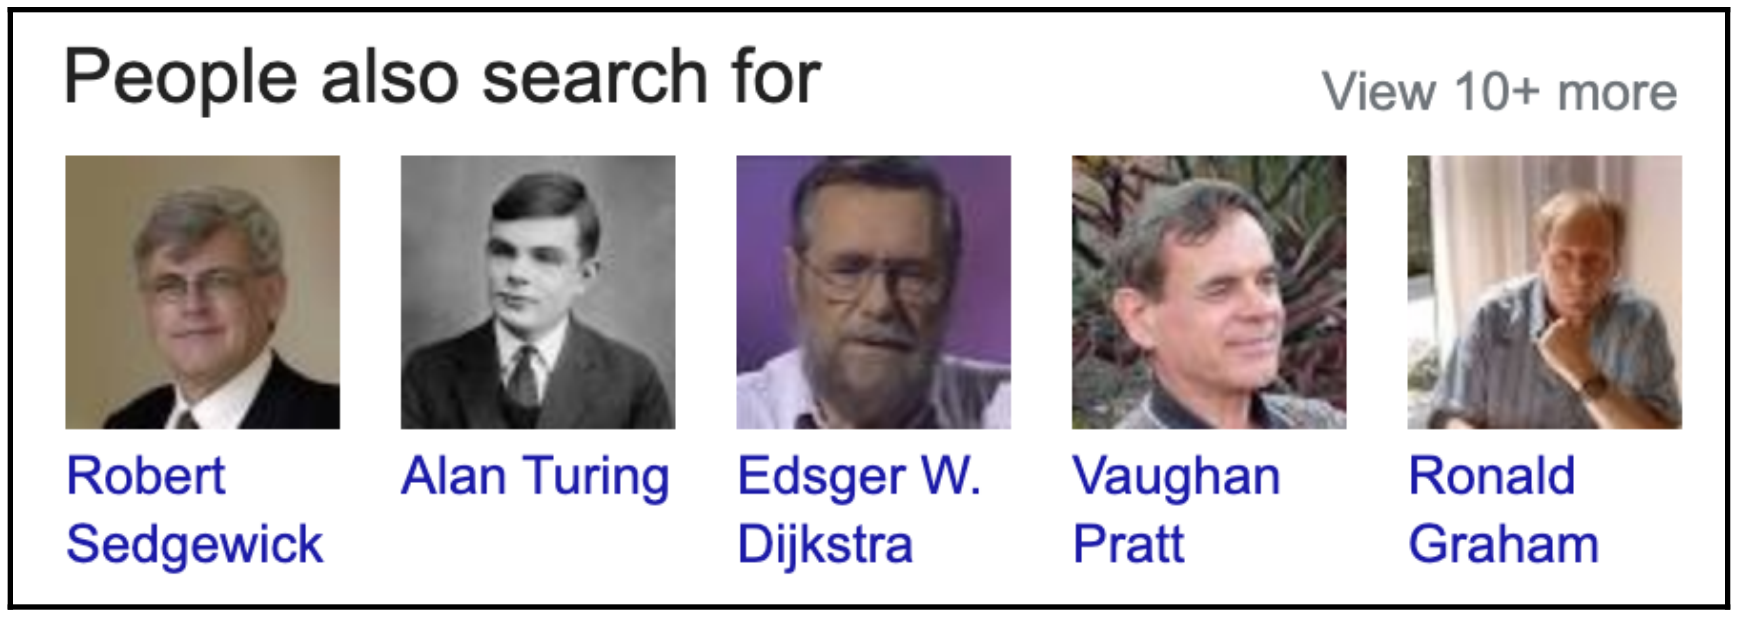 People also search for
View 10+ more
Robert
Sedgewick
Alan Turing
Edsger W.
Dijkstra
Vaughan
Pratt
Ronald
Graham